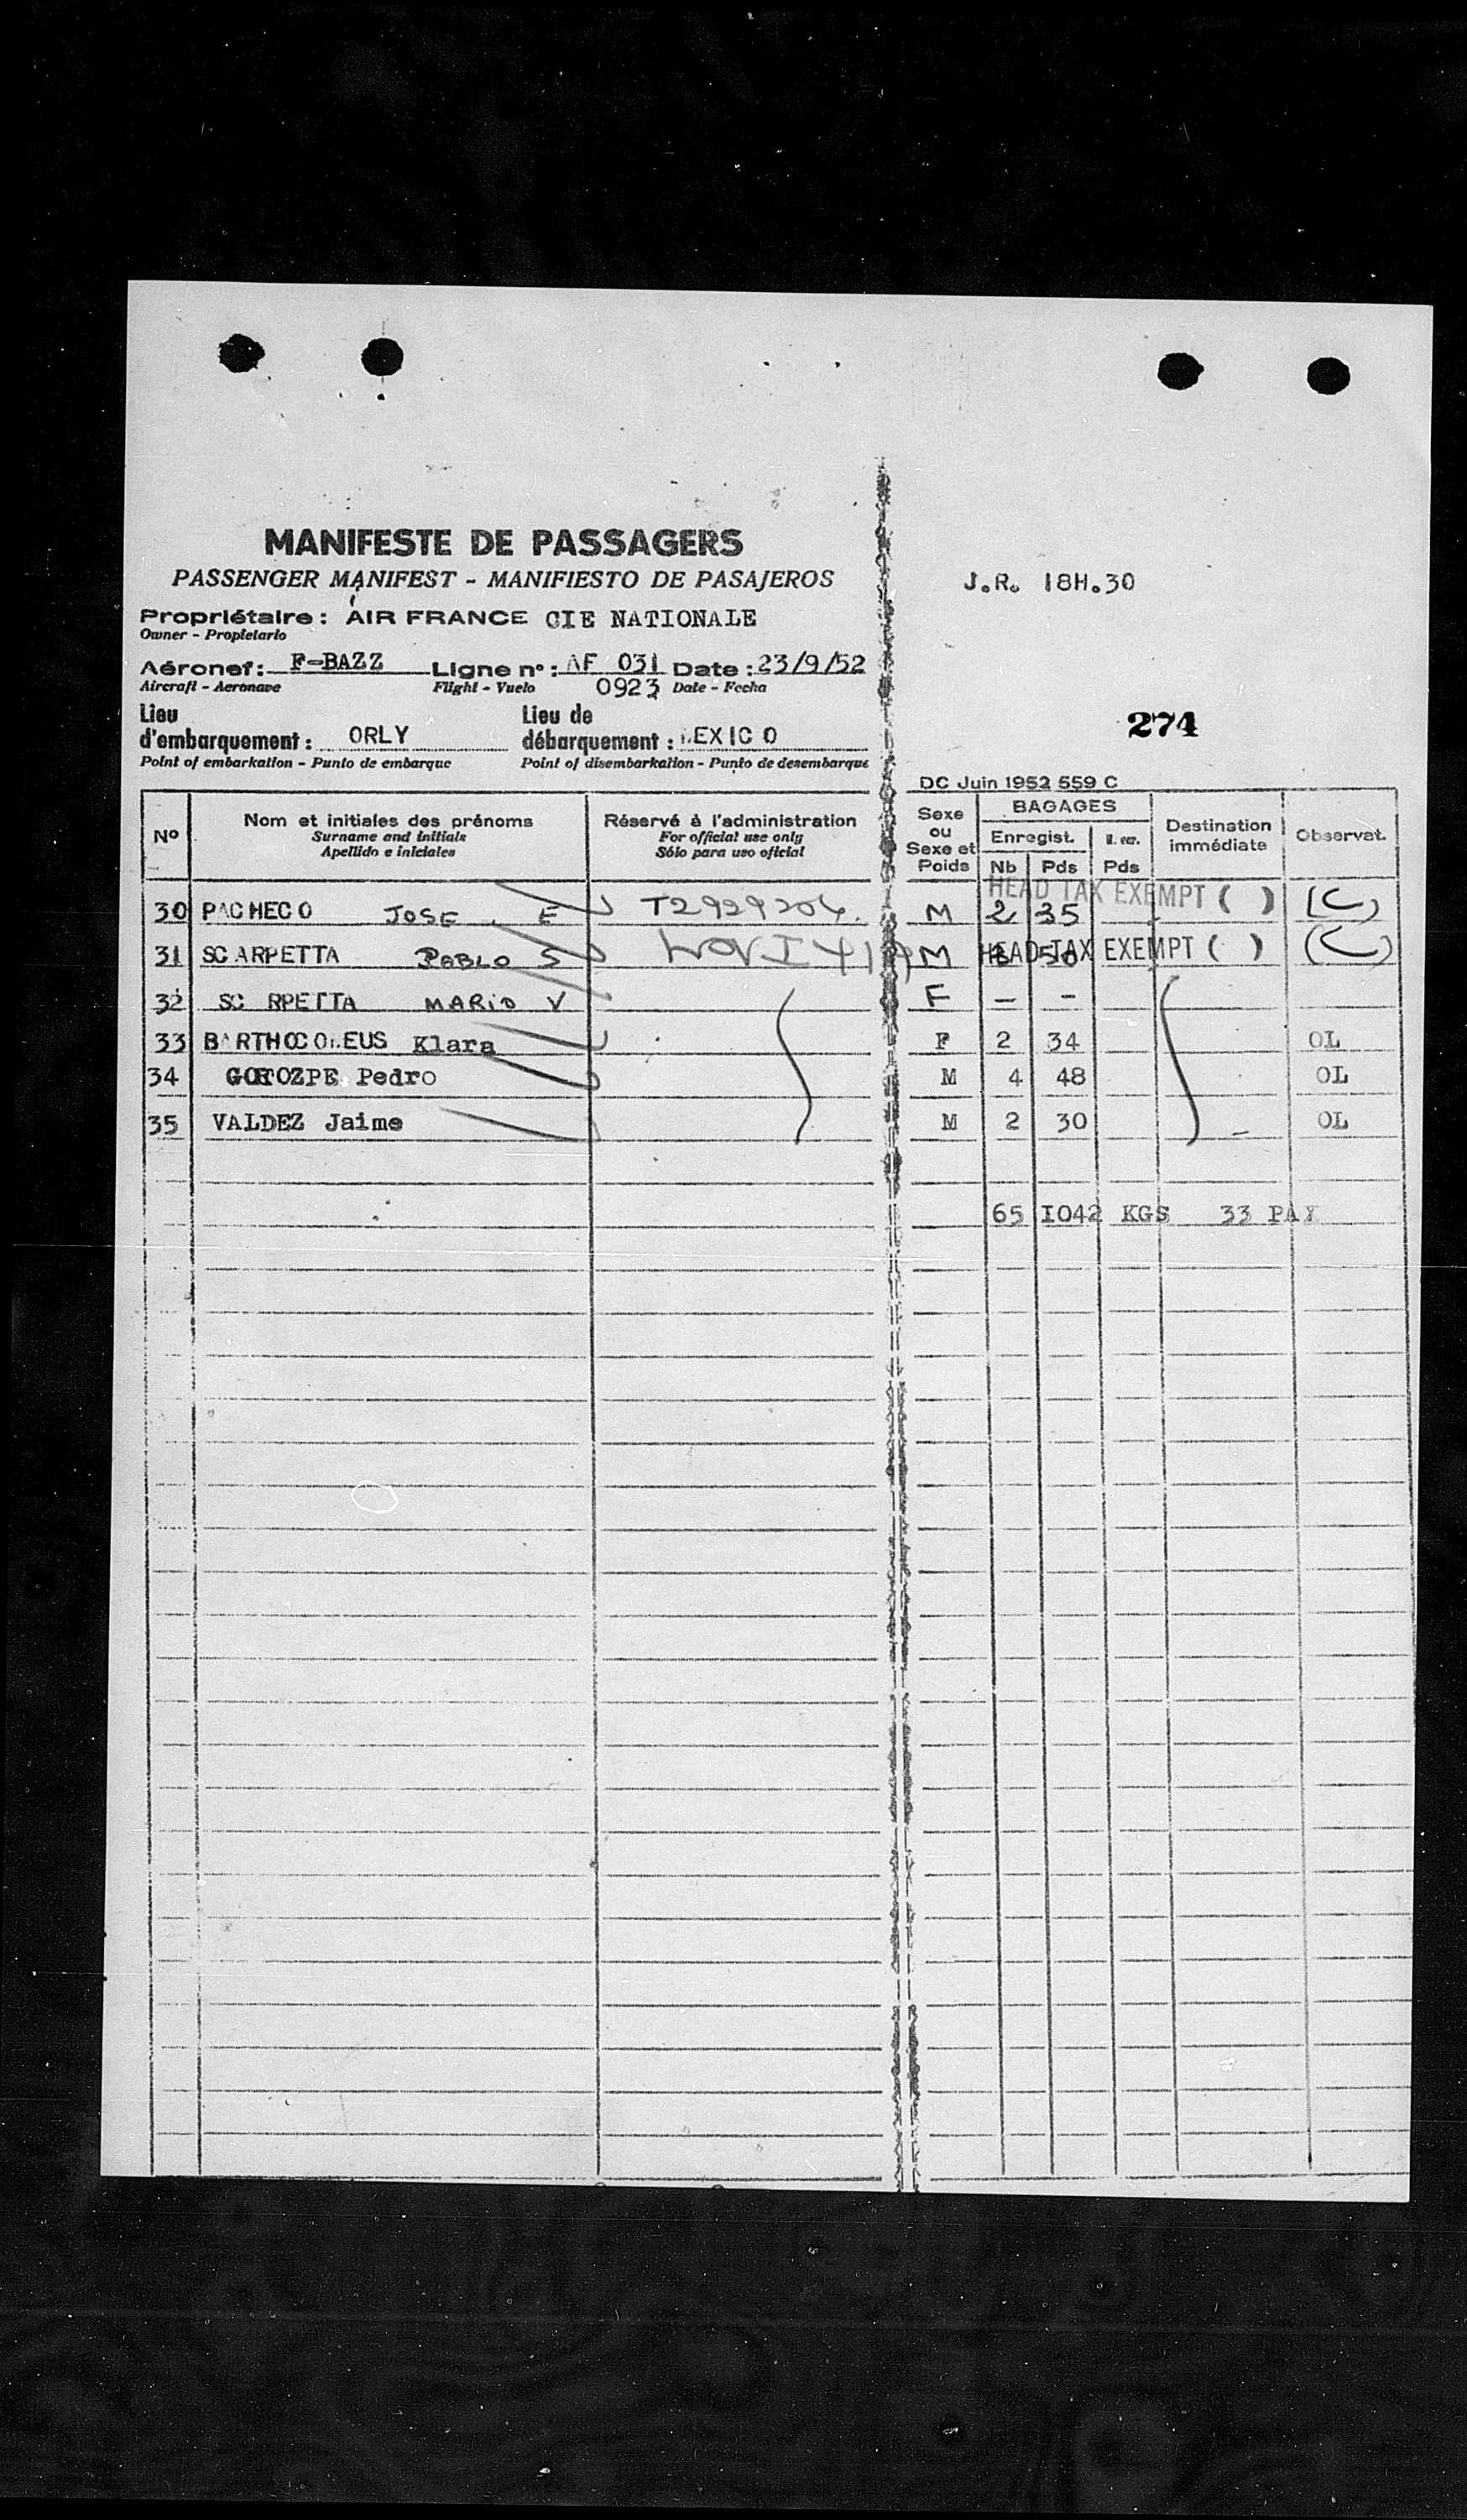 MANIFESTE DE PASSAGERS
PASSENGER MANIFEST - MANIFIESTO DE PASAJEROS
J.R. 18H.30
Propriétaire : AIR FRANCE CIE NATIONALE
Owner - Propietario
Aéronef : F-BAZZ Ligne n° : AF 031 Date : 23/9/52
Aircraft - Aeronave Flight - Vuelo 0923 Date - Fecha
Lieu d'embarquement : ORLY Lieu de débarquement : MEXICO
Point of embarkation - Punto de embarque Point of disembarkation - Punto de desembarque
274
DC Juin 1952 559 C
N° Nom et initiales des prénoms Réservé à l'administration Sexe ou Sexe et Poids BAGAGES Destination immédiate Observat.
Surname and initials For official use only Enregist.
Apellido e iniciales Sólo para uso oficial Nb Pds Pds
HEAD TAX EXEMPT ( ) (C)
30 PACHECO JOSE E T2929204. M 2 35
31 SCARPETTA PABLO S M HEAD TAX EXEMPT ( ) (C)
32 SC RPETTA MARIO V F - -
33 Klara F 2 34 OL
34 Pedro M 4 48 OL
35 VALDEZ Jaime M 2 30 OL
65 I042 KGS 33 PAX